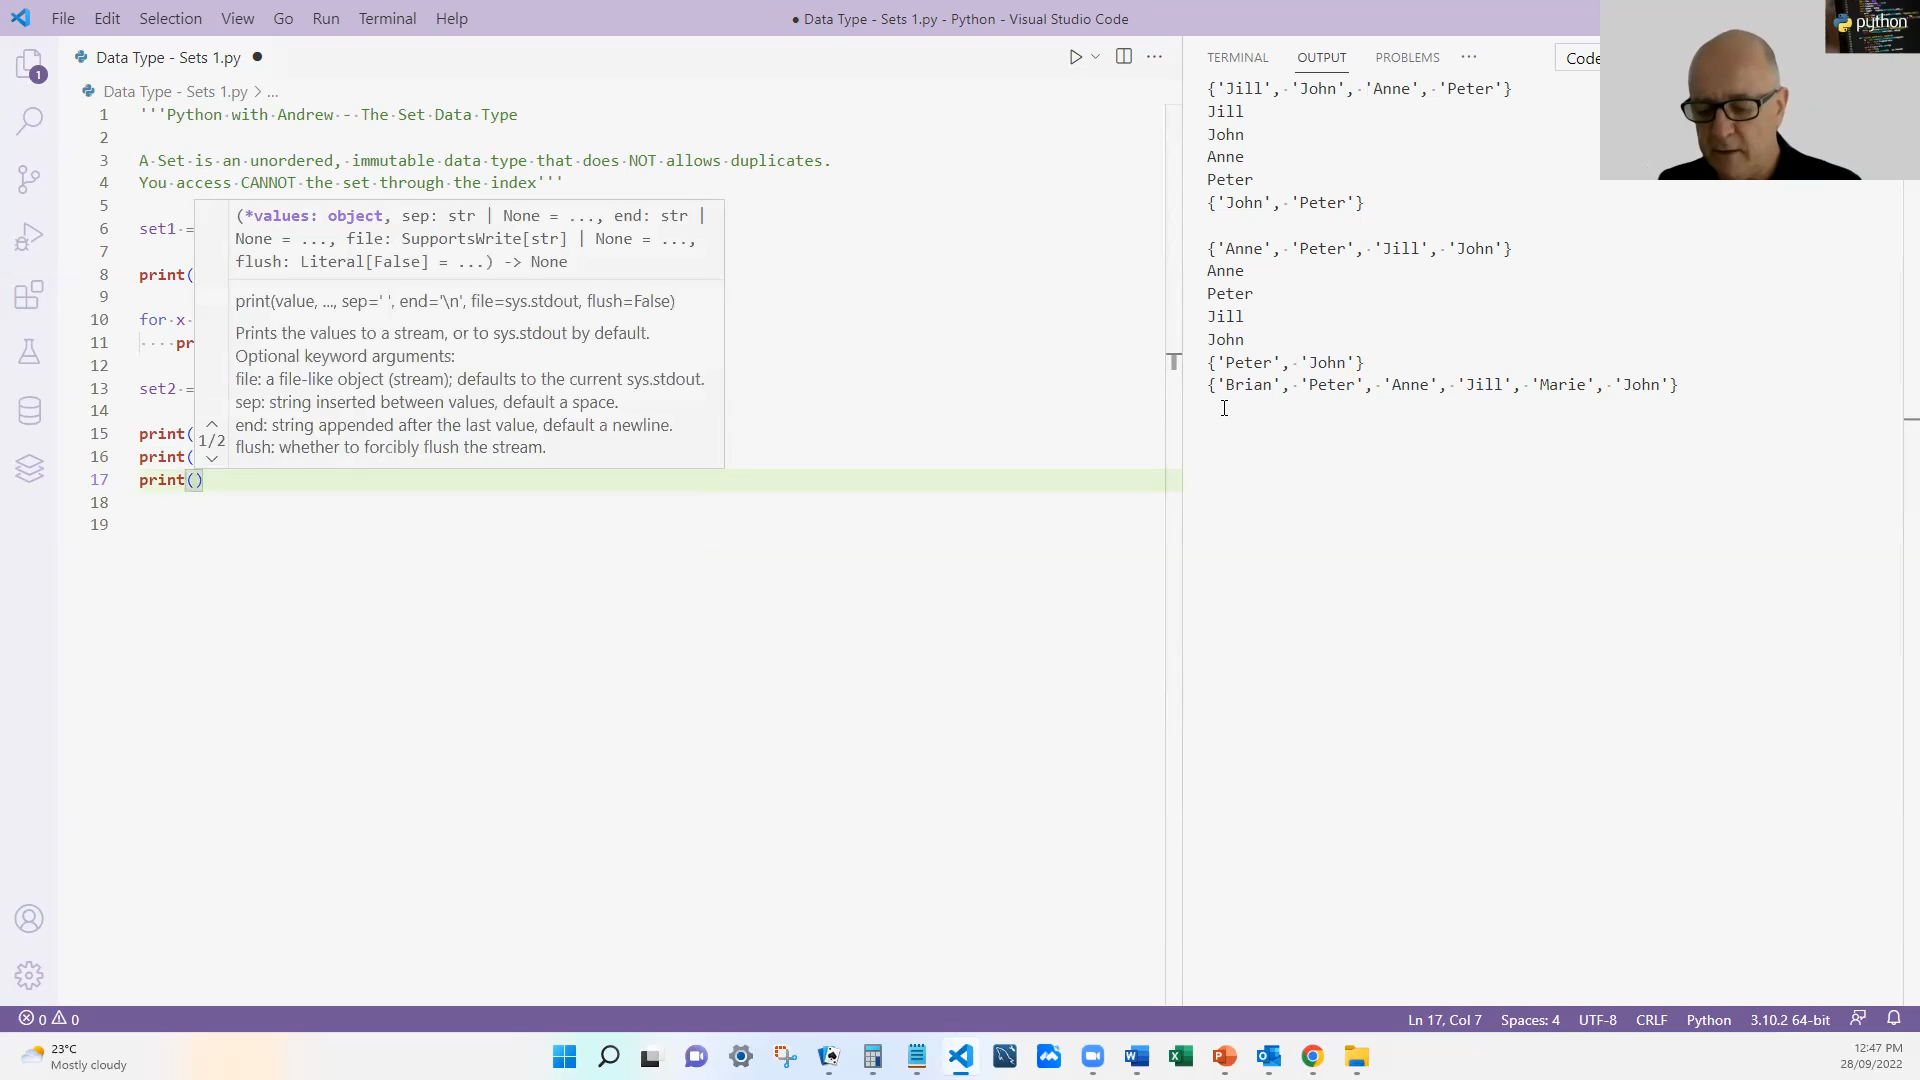 File Edit Selection View Go Run Terminal Help
● Data Type - Sets 1.py - Python - Visual Studio Code
python
Data Type - Sets 1.py ●
Data Type - Sets 1.py > ...
1 '''Python with Andrew - The Set Data Type
2
3 A Set is an unordered, immutable data type that does NOT allows duplicates.
4 You access CANNOT the set through the index'''
5
6 set1 =
7
8 print(
9
10 for x
11 pr
12
13 set2 =
14
15 print(
16 print(
17 print()
18
19
(*values: object, sep: str | None = ..., end: str |
None = ..., file: SupportsWrite[str] | None = ...,
flush: Literal[False] = ...) -> None
print(value, ..., sep=' ', end='\n', file=sys.stdout, flush=False)
Prints the values to a stream, or to sys.stdout by default.
Optional keyword arguments:
file: a file-like object (stream); defaults to the current sys.stdout.
sep: string inserted between values, default a space.
end: string appended after the last value, default a newline.
flush: whether to forcibly flush the stream.
1/2
TERMINAL OUTPUT PROBLEMS ··· Code
{'Jill', 'John', 'Anne', 'Peter'}
Jill
John
Anne
Peter
{'John', 'Peter'}
{'Anne', 'Peter', 'Jill', 'John'}
Anne
Peter
Jill
John
{'Peter', 'John'}
{'Brian', 'Peter', 'Anne', 'Jill', 'Marie', 'John'}
1
0 0
Ln 17, Col 7 Spaces: 4 UTF-8 CRLF Python 3.10.2 64-bit
23°C
Mostly cloudy
12:47 PM
28/09/2022